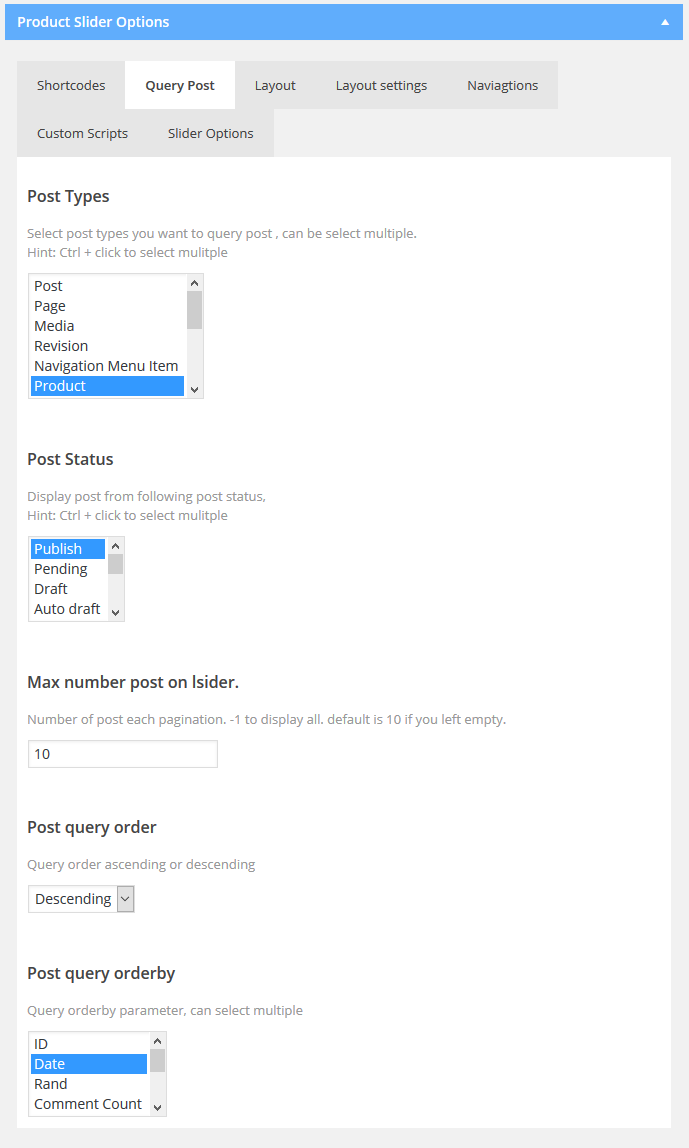 Product Slider Options
Shortcodes Query Post Layout Layout settings Naviagtions
Custom Scripts Slider Options
Post Types
Select post types you want to query post , can be select multiple.
Hint: Ctrl + click to select mulitple
Post
Page
Media
Revision
Navigation Menu Item
Product
Post Status
Display post from following post status,
Hint: Ctrl + click to select mulitple
Publish
Pending
Draft
Auto draft
Max number post on lsider.
Number of post each pagination. -1 to display all. default is 10 if you left empty.
10
Post query order
Query order ascending or descending
Descending
Post query orderby
Query orderby parameter, can select multiple
ID
Date
Rand
Comment Count